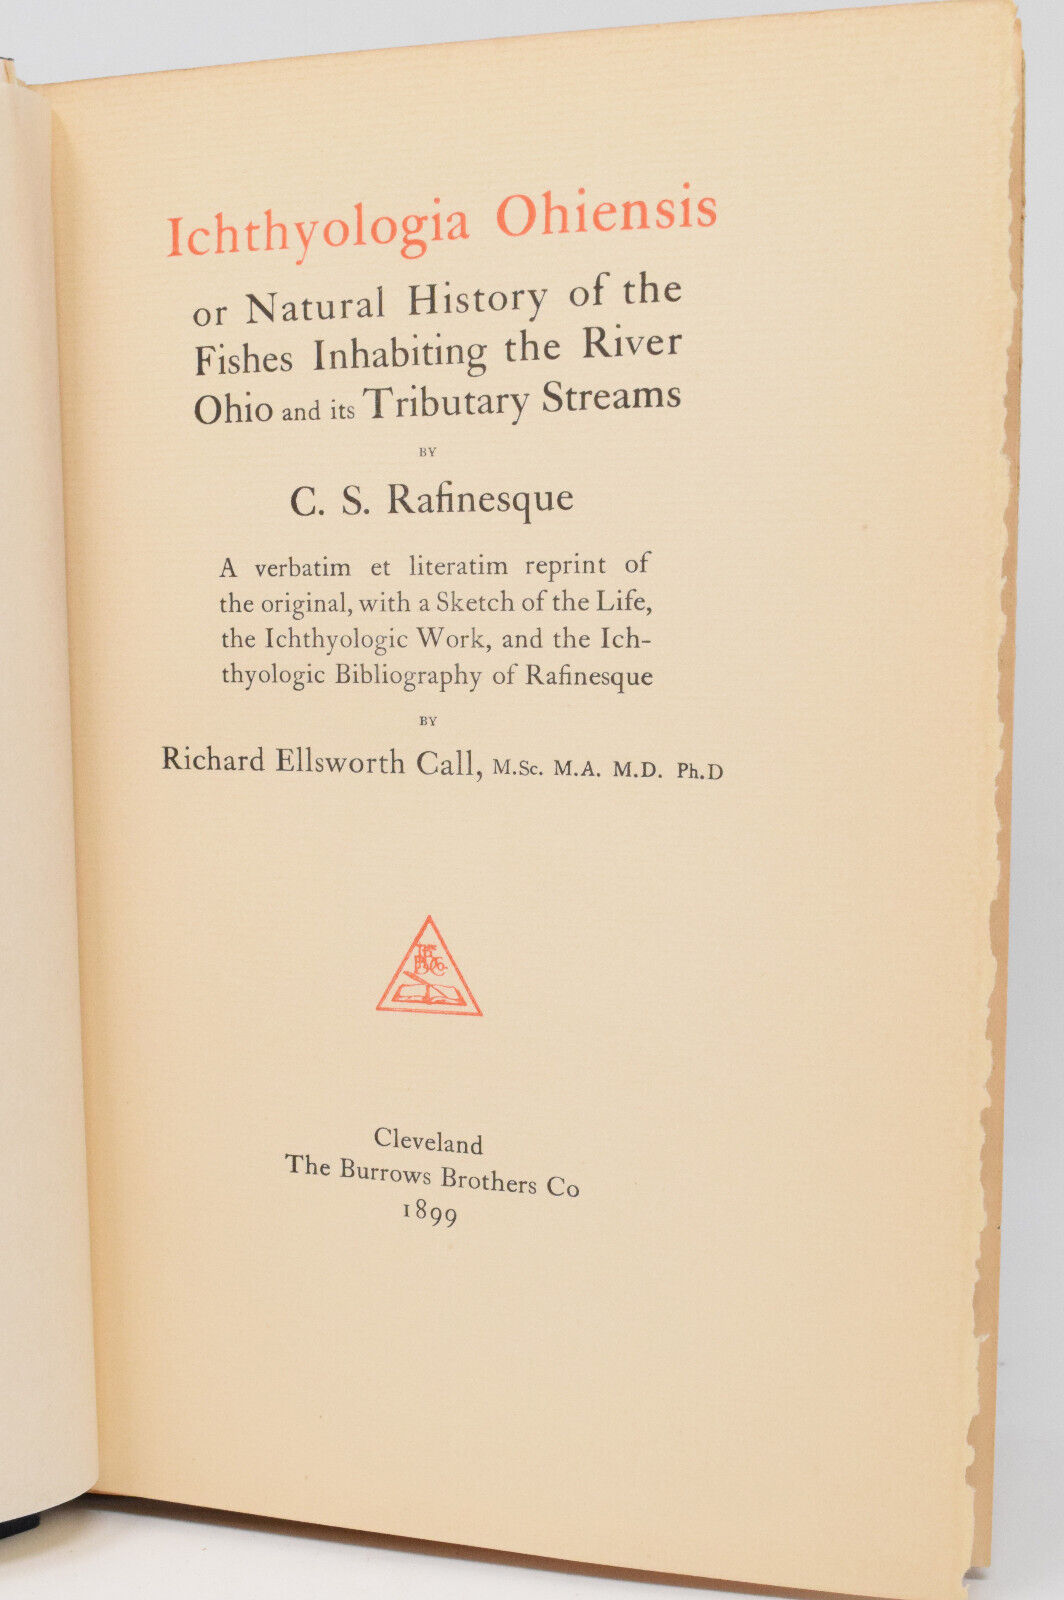 Ichthyologia Ohiensis
or Natural History of the
Fishes Inhabiting the River
Ohio and its Tributary Streams
BY
C. S. Rafinesque
A verbatim et literatim reprint of
the original, with a Sketch of the Life,
the Ichthyologic Work, and the Ich-
thyologic Bibliography of Rafinesque
BY
Richard Ellsworth Call, M.Sc. M.A. M.D. Ph.D
Cleveland
The Burrows Brothers Co
1899